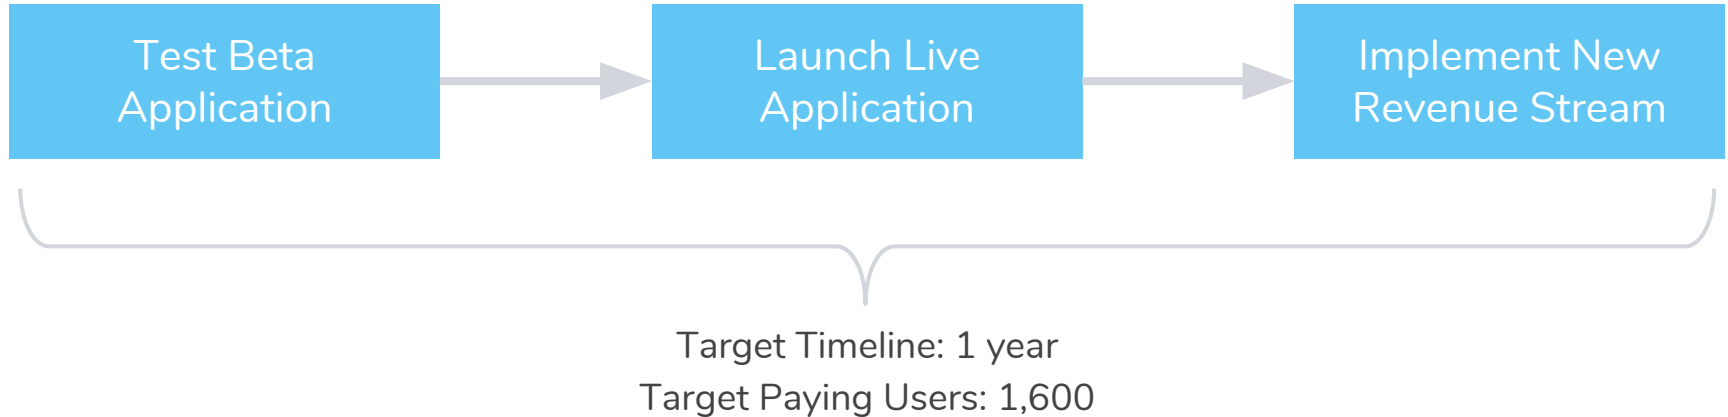 Test Beta
Application
Launch Live
Application
Implement New
Revenue Stream
Target Timeline: 1 year
Target Paying Users: 1,600